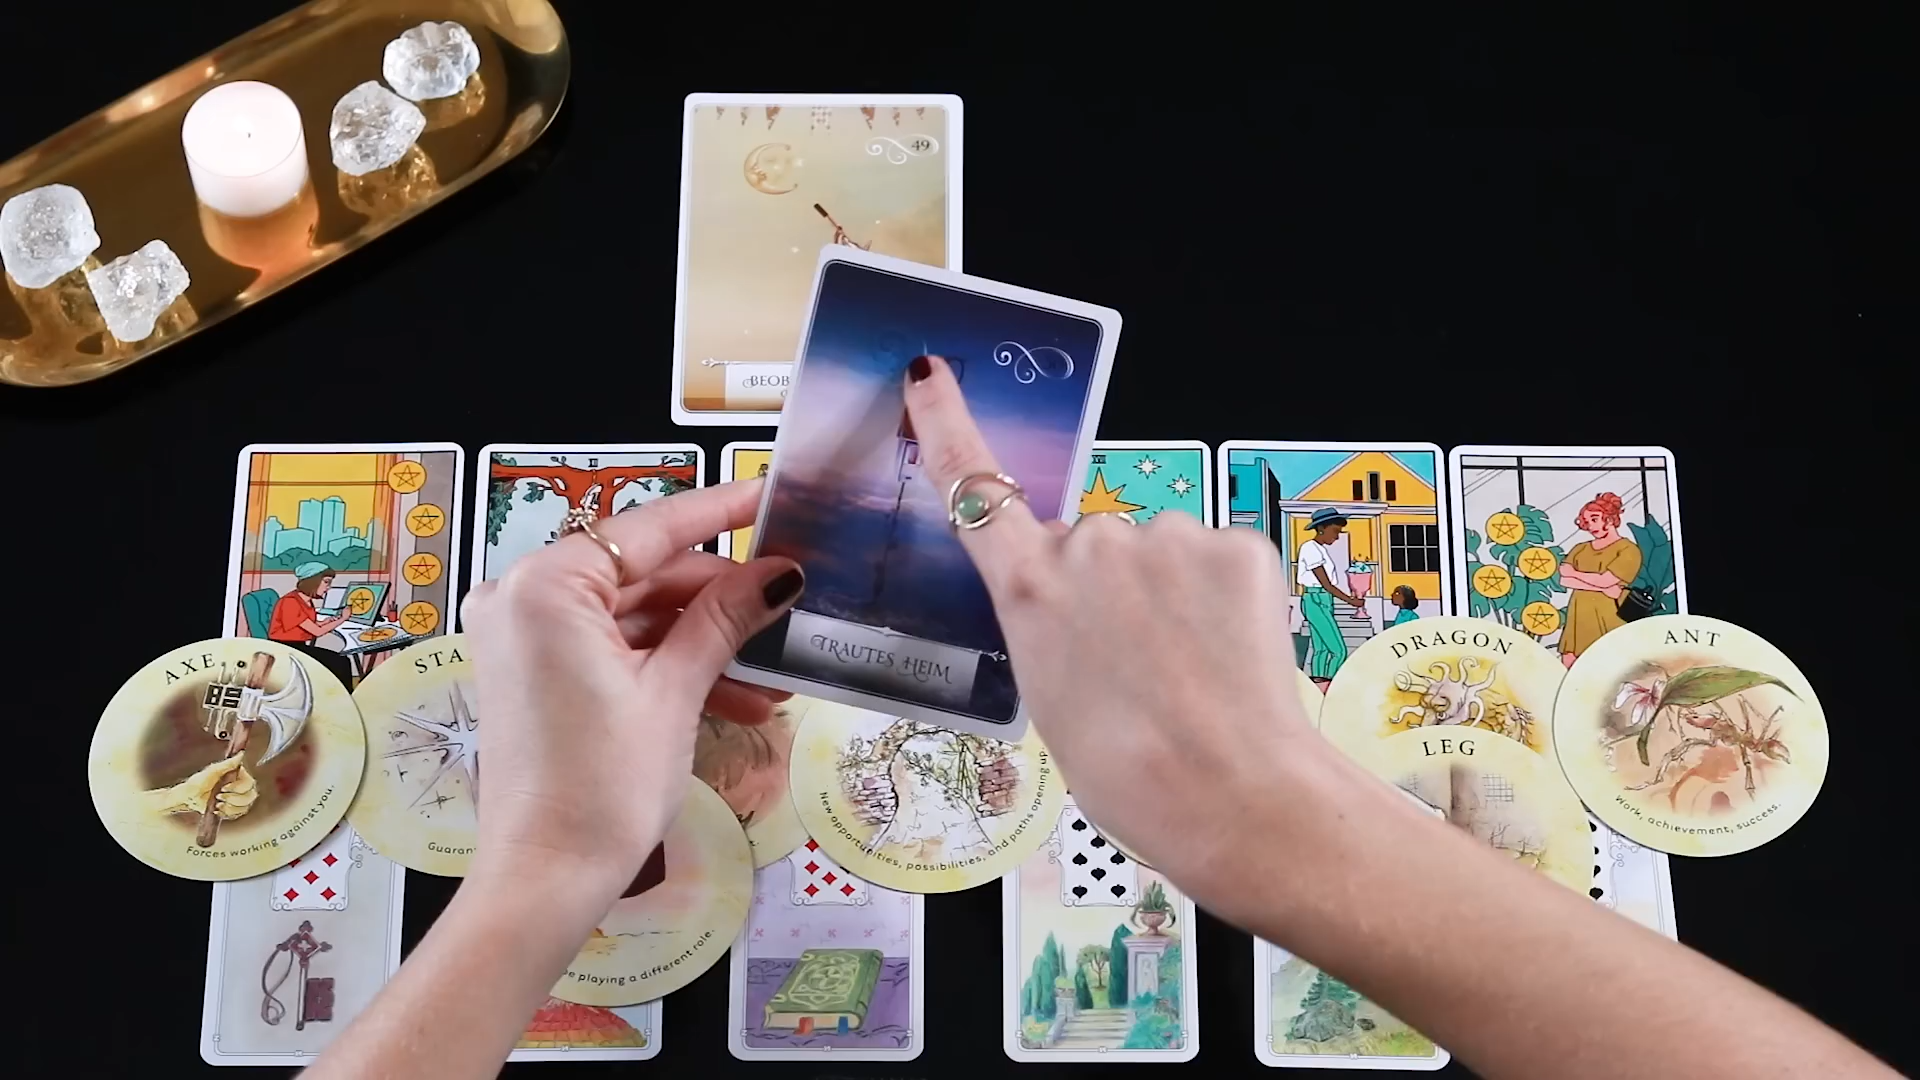 49
BEOB
TRAUTES HEIM
AXE
STA
DRAGON
ANT
LEG
Forces working against you.
Guaran
New opportunities, possibilities, and paths opening up.
Work, achievement, success.
be playing a different role.